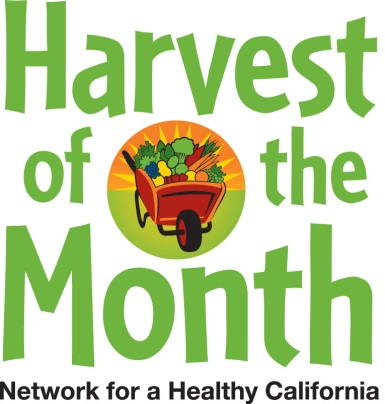 Harvest
of the
Month
Network for a Healthy California